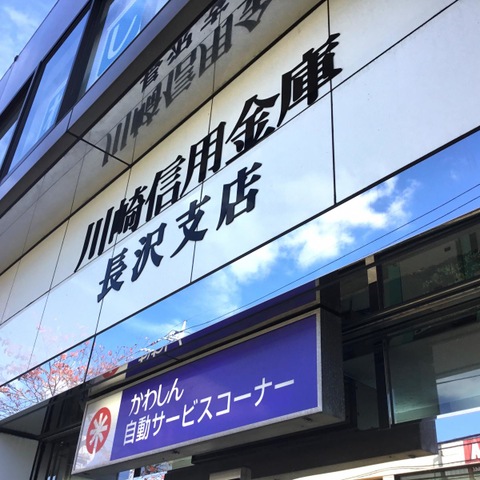 川崎信用金庫
長沢支店
かわしん
自動サービスコーナー